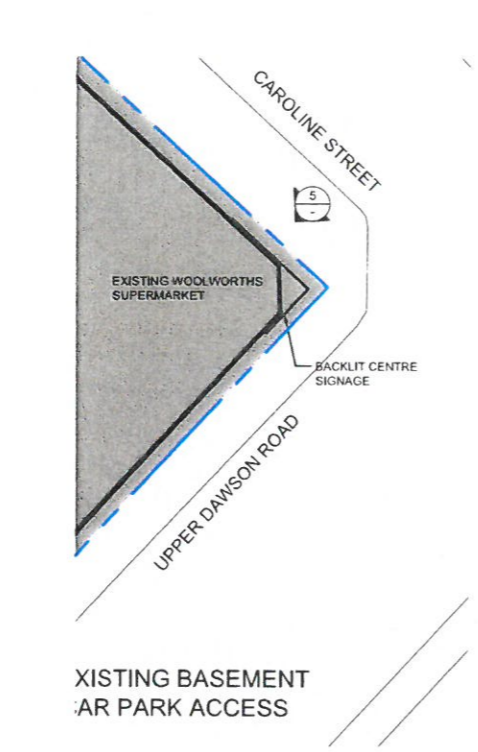 CAROLINE STREET
5
-
EXISTING WOOLWORTHS
SUPERMARKET
BACKLIT CENTRE
SIGNAGE
UPPER DAWSON ROAD
XISTING BASEMENT
AR PARK ACCESS